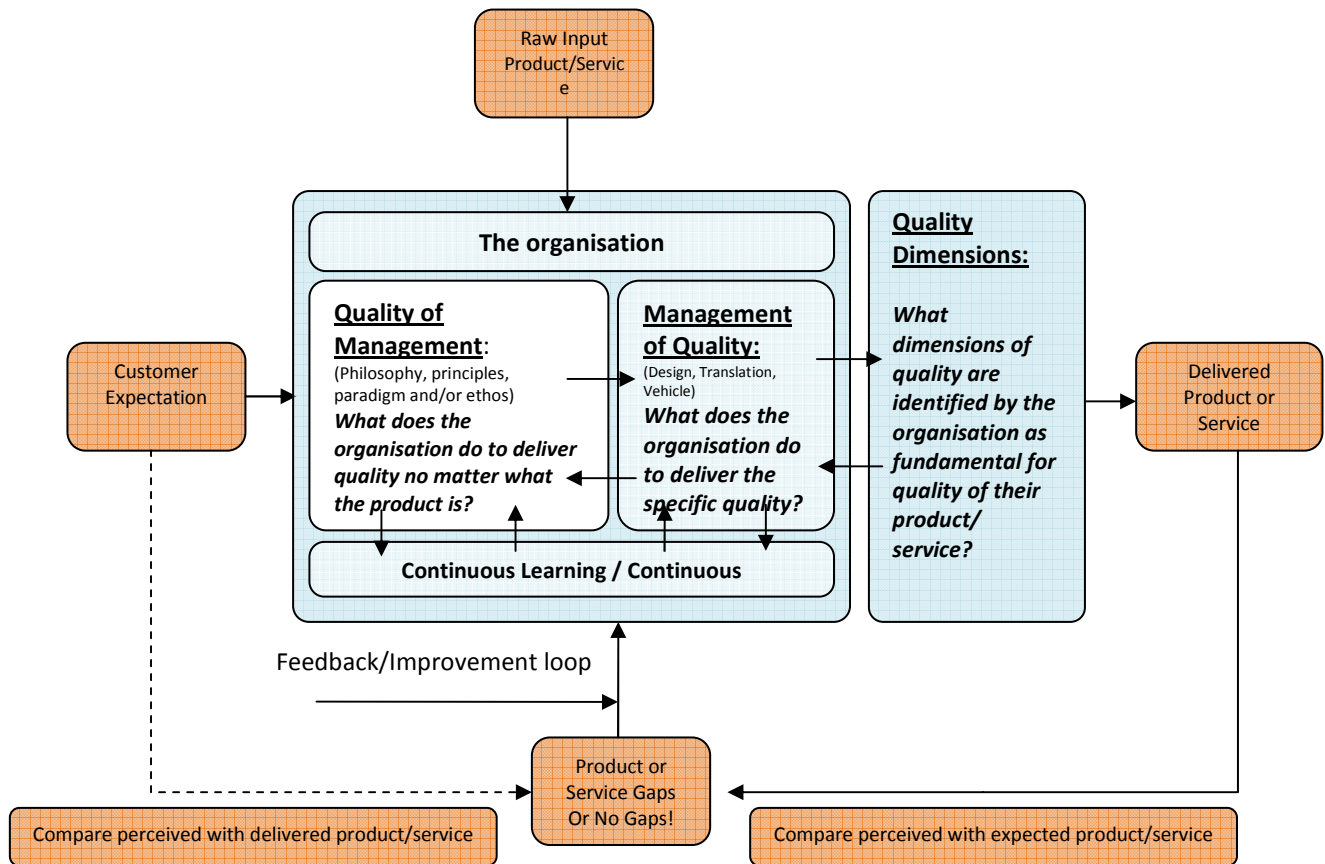 Raw Input
Product/Servic
e
The organisation
Quality of
Management:
(Philosophy, principles,
paradigm and/or ethos)
What does the
organisation do to deliver
quality no matter what
the product is?
Management
of Quality:
(Design, Translation,
Vehicle)
What does the
organisation do
to deliver the
specific quality?
Quality
Dimensions:
What
dimensions of
quality are
identified by the
organisation as
fundamental for
quality of their
product/
service?
Customer
Expectation
Delivered
Product or
Service
Continuous Learning / Continuous
Feedback/Improvement loop
Product or
Service Gaps
Or No Gaps!
Compare perceived with delivered product/service
Compare perceived with expected product/service